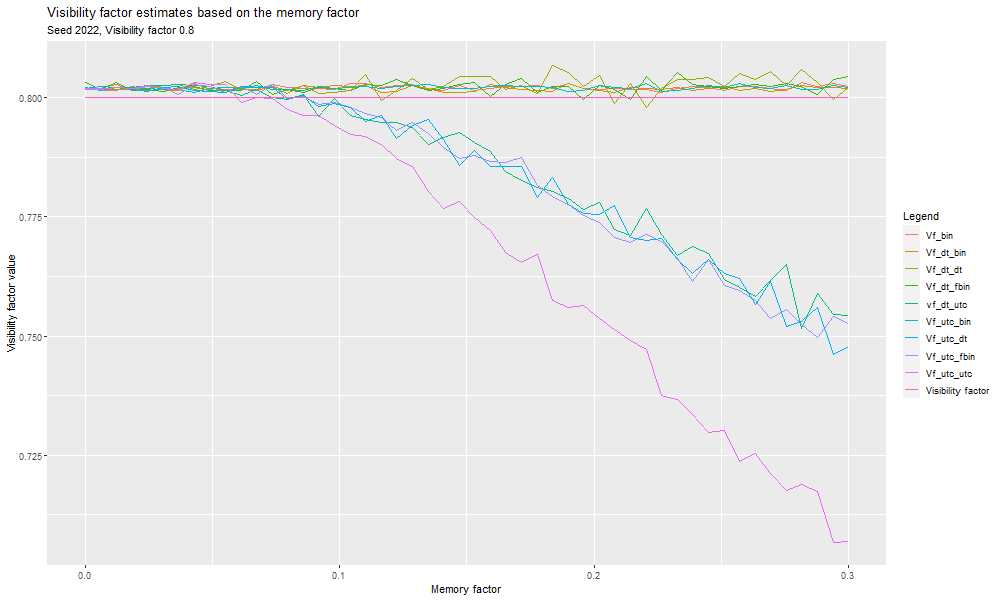 Visibility factor estimates based on the memory factor
Seed 2022, Visibility factor 0.8
Visibility factor value
0.800
0.775
0.750
0.725
0.0
0.1
0.2
0.3
Memory factor
Legend
Vf_bin
Vf_dt_bin
Vf_dt_dt
Vf_dt_fbin
vf_dt_utc
Vf_utc_bin
Vf_utc_dt
Vf_utc_fbin
Vf_utc_utc
Visibility factor